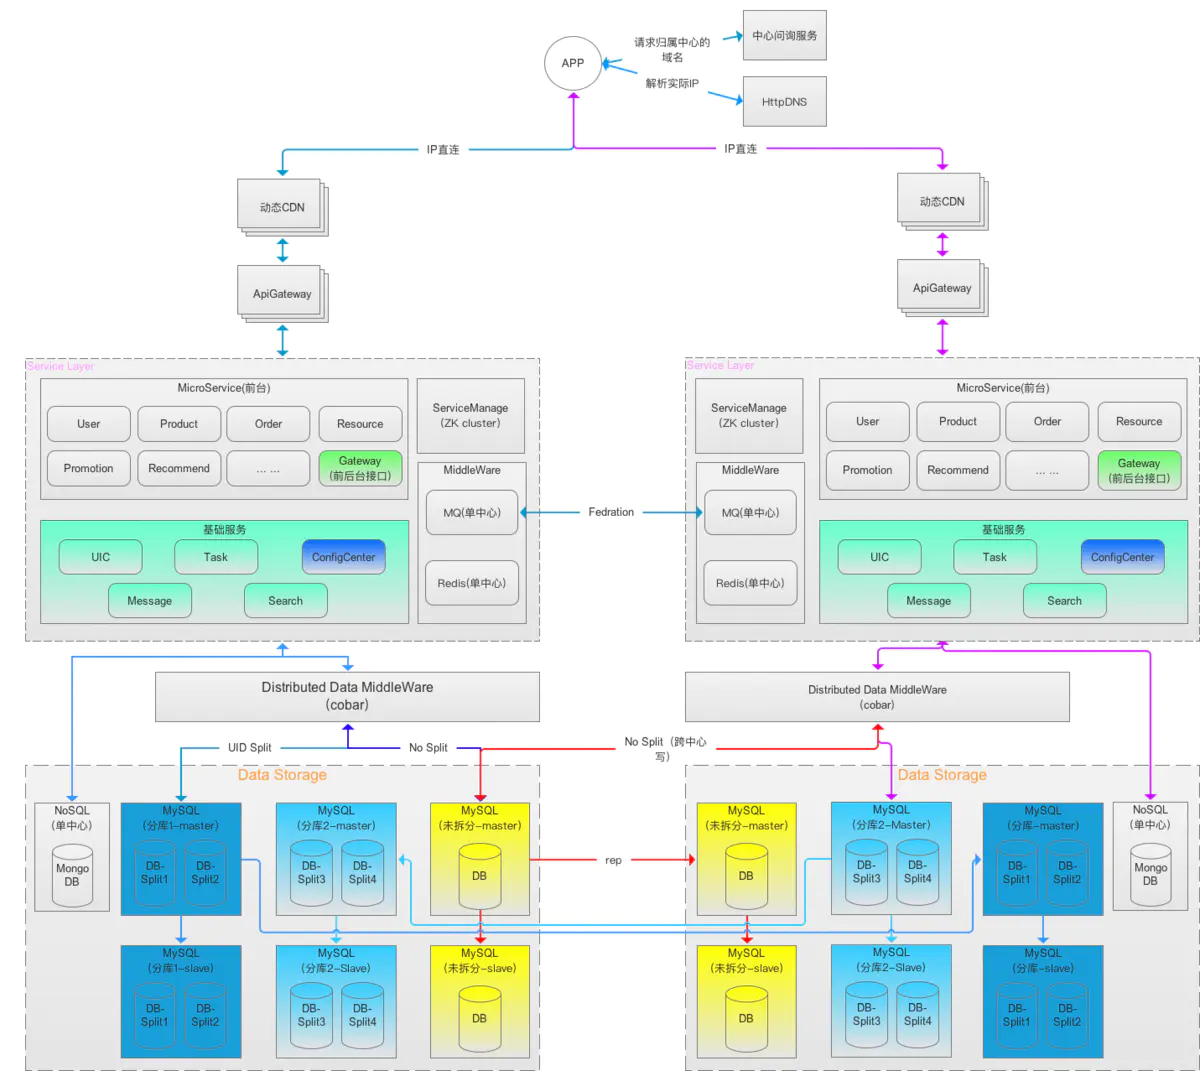 中心问询服务
请求归属中心的
域名
APP
解析实际IP
HttpDNS
IP直连
IP直连
动态CDN
动态CDN
ApiGateway
ApiGateway
Service Layer
MicroService(前台)
User
Product
Order
Resource
Promotion
Recommend
... ...
Gateway
(前后台接口)
ServiceManage
(ZK cluster)
MiddleWare
MQ(单中心)
Redis(单中心)
基础服务
UIC
Task
ConfigCenter
Message
Search
Fedration
Service Layer
ServiceManage
(ZK cluster)
MiddleWare
MQ(单中心)
Redis(单中心)
MicroService(前台)
User
Product
Order
Resource
Promotion
Recommend
... ...
Gateway
(前后台接口)
基础服务
UIC
Task
ConfigCenter
Message
Search
Distributed Data MiddleWare
(cobar)
Distributed Data MiddleWare
(cobar)
UID Split
No Split
No Split（跨中心
写）
Data Storage
NoSQL
(单中心)
Mongo
DB
MySQL
(分库1-master)
DB-
Split1
DB-
Split2
MySQL
(分库2-master)
DB-
Split3
DB-
Split4
MySQL
(未拆分-master)
DB
rep
MySQL
(分库1-slave)
DB-
Split1
DB-
Split2
MySQL
(分库2-Slave)
DB-
Split3
DB-
Split4
MySQL
(未拆分-slave)
DB
Data Storage
MySQL
(未拆分-master)
DB
MySQL
(分库2-Master)
DB-
Split3
DB-
Split4
MySQL
(分库-master)
DB-
Split1
DB-
Split2
NoSQL
(单中心)
Mongo
DB
MySQL
(未拆分-slave)
DB
MySQL
(分库2-Slave)
DB-
Split3
DB-
Split4
MySQL
(分库-slave)
DB-
Split1
DB-
Split2